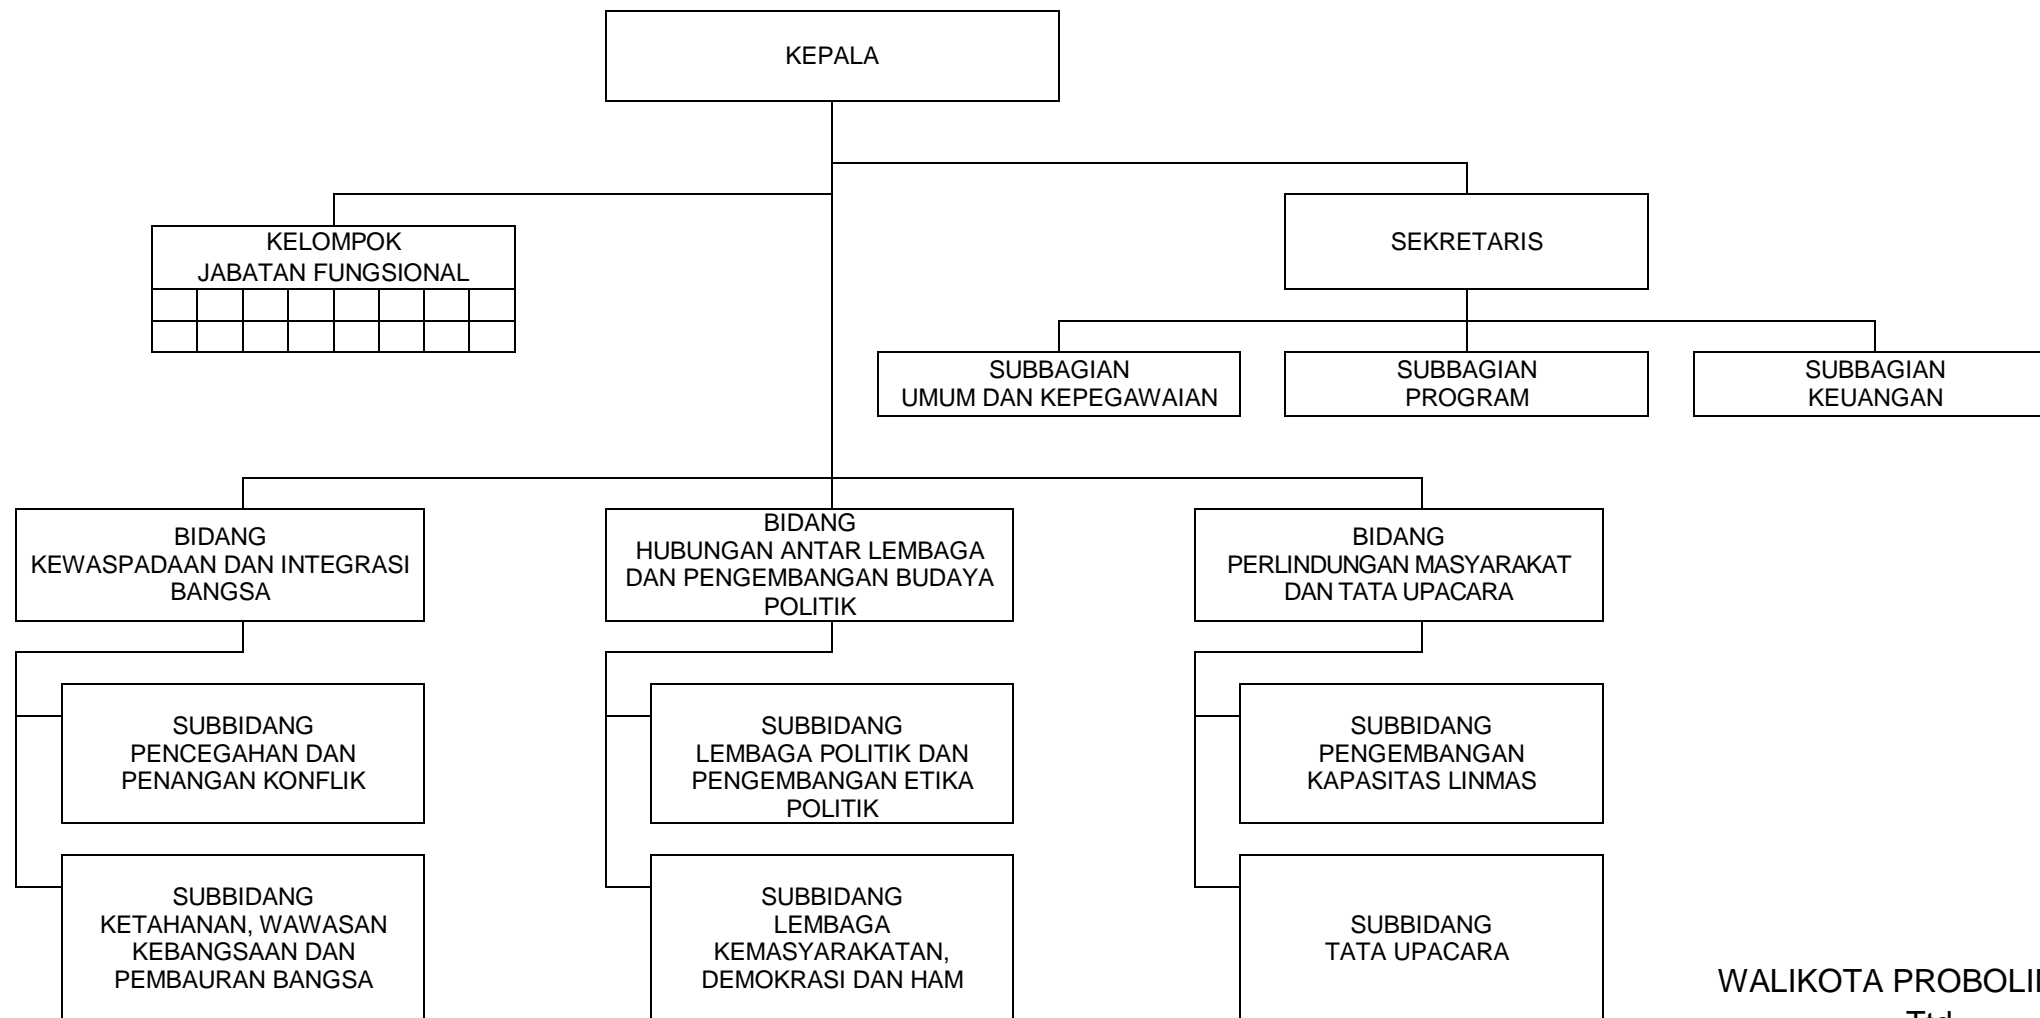 KEPALA
KELOMPOK
JABATAN FUNGSIONAL
SEKRETARIS
SUBBAGIAN
UMUM DAN KEPEGAWAIAN
SUBBAGIAN
PROGRAM
SUBBAGIAN
KEUANGAN
BIDANG
KEWASPADAAN DAN INTEGRASI
BANGSA
BIDANG
HUBUNGAN ANTAR LEMBAGA
DAN PENGEMBANGAN BUDAYA
POLITIK
BIDANG
PERLINDUNGAN MASYARAKAT
DAN TATA UPACARA
SUBBIDANG
PENCEGAHAN DAN
PENANGAN KONFLIK
SUBBIDANG
LEMBAGA POLITIK DAN
PENGEMBANGAN ETIKA
POLITIK
SUBBIDANG
PENGEMBANGAN
KAPASITAS LINMAS
SUBBIDANG
KETAHANAN, WAWASAN
KEBANGSAAN DAN
PEMBAURAN BANGSA
SUBBIDANG
LEMBAGA
KEMASYARAKATAN,
DEMOKRASI DAN HAM
SUBBIDANG
TATA UPACARA
WALIKOTA